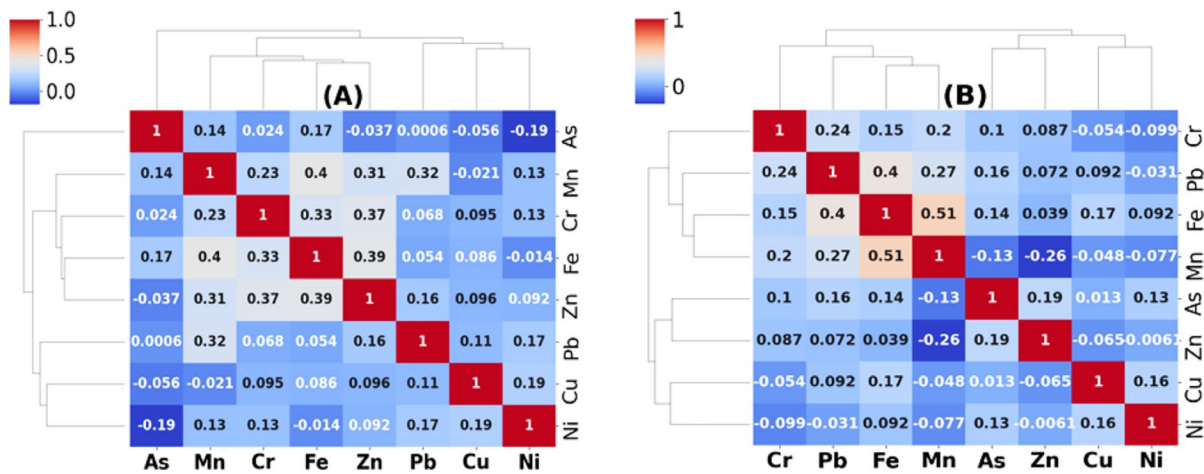 1.0
0.5
0.0
(A)
1 0.14 0.024 0.17 -0.037 0.0006 -0.056 -0.19 As
0.14 1 0.23 0.4 0.31 0.32 -0.021 0.13 Mn
0.024 0.23 1 0.33 0.37 0.068 0.095 0.13 Cr
0.17 0.4 0.33 1 0.39 0.054 0.086 -0.014 Fe
-0.037 0.31 0.37 0.39 1 0.16 0.096 0.092 Zn
0.0006 0.32 0.068 0.054 0.16 1 0.11 0.17 Pb
-0.056 -0.021 0.095 0.086 0.096 0.11 1 0.19 Cu
-0.19 0.13 0.13 -0.014 0.092 0.17 0.19 1 Ni
As Mn Cr Fe Zn Pb Cu Ni
1
0
(B)
1 0.24 0.15 0.2 0.1 0.087 -0.054 -0.099 Cr
0.24 1 0.4 0.27 0.16 0.072 0.092 -0.031 Pb
0.15 0.4 1 0.51 0.14 0.039 0.17 0.092 Fe
0.2 0.27 0.51 1 -0.13 -0.26 -0.048 -0.077 Mn
0.1 0.16 0.14 -0.13 1 0.19 0.013 0.13 As
0.087 0.072 0.039 -0.26 0.19 1 -0.065 -0.0061 Zn
-0.054 0.092 0.17 -0.048 0.013 -0.065 1 0.16 Cu
-0.099 -0.031 0.092 -0.077 0.13 -0.0061 0.16 1 Ni
Cr Pb Fe Mn As Zn Cu Ni